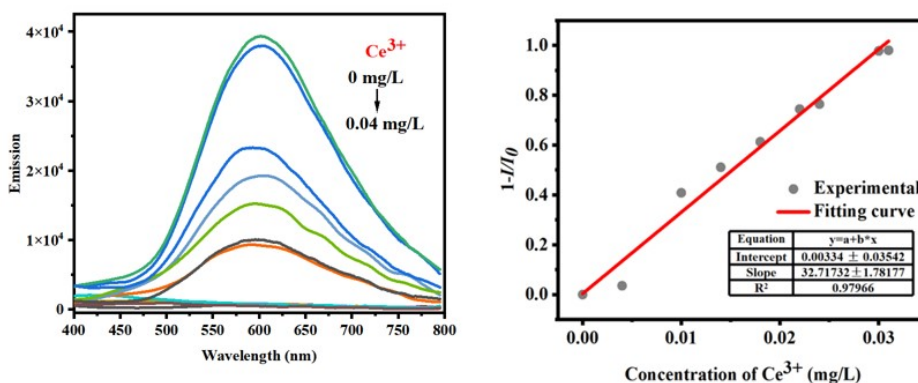 4×10⁴
3×10⁴
2×10⁴
1×10⁴
0
Emission
Ce³⁺
0 mg/L
0.04 mg/L
400 450 500 550 600 650 700 750 800
Wavelength (nm)
1.0
0.8
0.6
0.4
0.2
0.0
1-I/I₀
Experimental
Fitting curve
Equation y=a+b*x
Intercept 0.00334 ± 0.03542
Slope 32.71732±1.78177
R² 0.97966
0.00 0.01 0.02 0.03
Concentration of Ce³⁺ (mg/L)